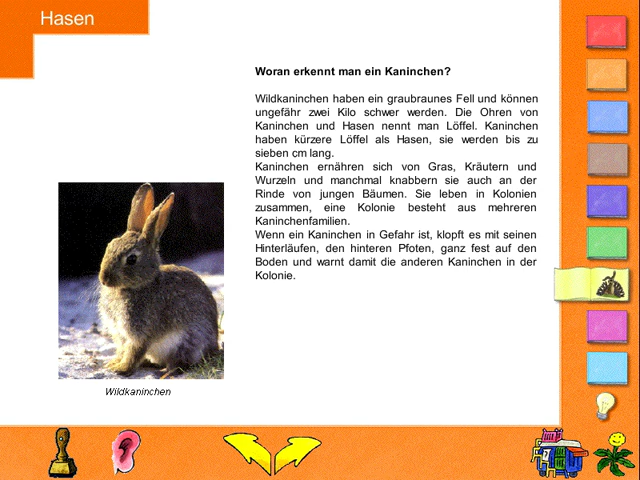 Hasen
Woran erkennt man ein Kaninchen?
Wildkaninchen haben ein graubraunes Fell und können
ungefähr zwei Kilo schwer werden. Die Ohren von
Kaninchen und Hasen nennt man Löffel. Kaninchen
haben kürzere Löffel als Hasen, sie werden bis zu
sieben cm lang.
Kaninchen ernähren sich von Gras, Kräutern und
Wurzeln und manchmal knabbern sie auch an der
Rinde von jungen Bäumen. Sie leben in Kolonien
zusammen, eine Kolonie besteht aus mehreren
Kaninchenfamilien.
Wenn ein Kaninchen in Gefahr ist, klopft es mit seinen
Hinterläufen, den hinteren Pfoten, ganz fest auf den
Boden und warnt damit die anderen Kaninchen in der
Kolonie.
Wildkaninchen